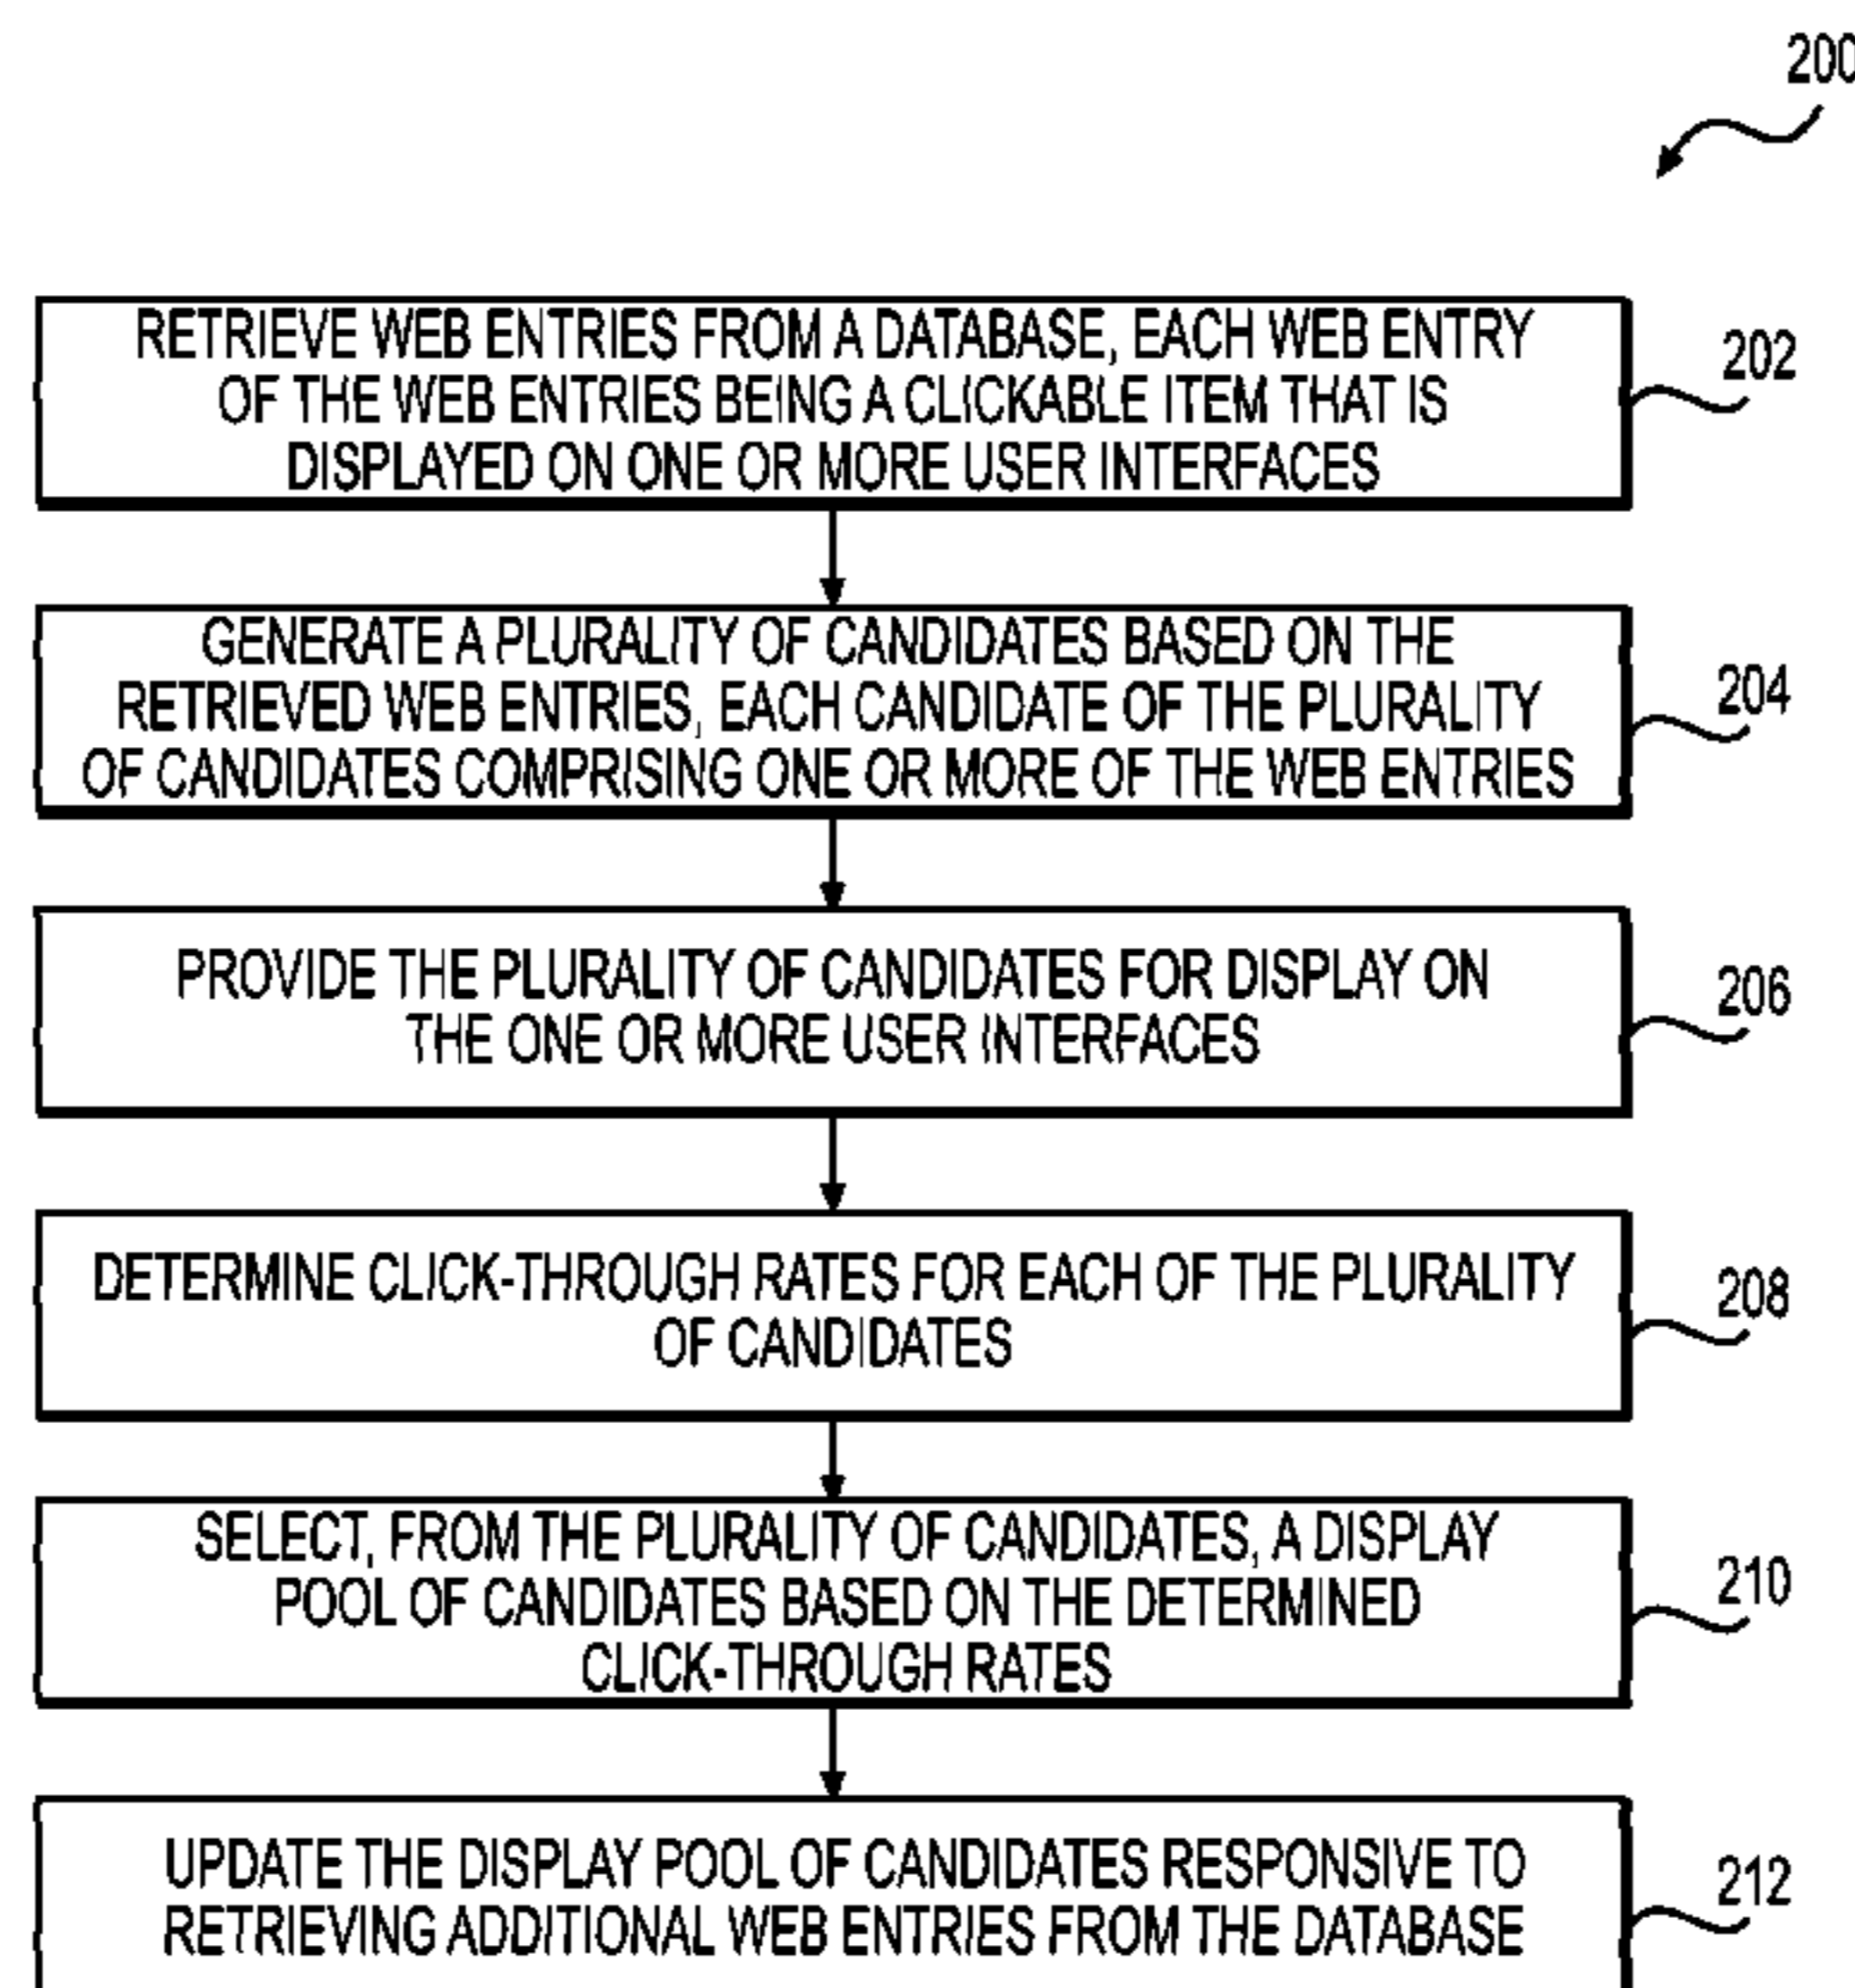 200
RETRIEVE WEB ENTRIES FROM A DATABASE, EACH WEB ENTRY
OF THE WEB ENTRIES BEING A CLICKABLE ITEM THAT IS
DISPLAYED ON ONE OR MORE USER INTERFACES
202
GENERATE A PLURALITY OF CANDIDATES BASED ON THE
RETRIEVED WEB ENTRIES, EACH CANDIDATE OF THE PLURALITY
OF CANDIDATES COMPRISING ONE OR MORE OF THE WEB ENTRIES
204
PROVIDE THE PLURALITY OF CANDIDATES FOR DISPLAY ON
THE ONE OR MORE USER INTERFACES
206
DETERMINE CLICK-THROUGH RATES FOR EACH OF THE PLURALITY
OF CANDIDATES
208
SELECT, FROM THE PLURALITY OF CANDIDATES, A DISPLAY
POOL OF CANDIDATES BASED ON THE DETERMINED
CLICK-THROUGH RATES
210
UPDATE THE DISPLAY POOL OF CANDIDATES RESPONSIVE TO
RETRIEVING ADDITIONAL WEB ENTRIES FROM THE DATABASE
212